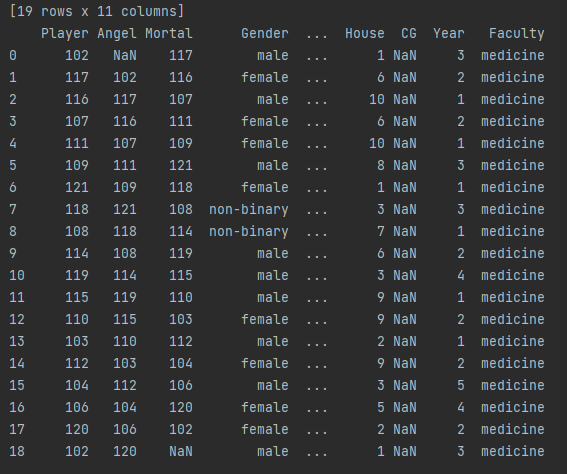 [19 rows x 11 columns]
Player Angel Mortal Gender ... House CG Year Faculty
0 102 NaN 117 male ... 1 NaN 3 medicine
1 117 102 116 female ... 6 NaN 2 medicine
2 116 117 107 male ... 10 NaN 1 medicine
3 107 116 111 female ... 6 NaN 2 medicine
4 111 107 109 female ... 10 NaN 1 medicine
5 109 111 121 male ... 8 NaN 3 medicine
6 121 109 118 female ... 1 NaN 1 medicine
7 118 121 108 non-binary ... 3 NaN 3 medicine
8 108 118 114 non-binary ... 7 NaN 1 medicine
9 114 108 119 male ... 6 NaN 2 medicine
10 119 114 115 male ... 3 NaN 4 medicine
11 115 119 110 male ... 9 NaN 1 medicine
12 110 115 103 female ... 9 NaN 2 medicine
13 103 110 112 male ... 2 NaN 1 medicine
14 112 103 104 female ... 9 NaN 2 medicine
15 104 112 106 male ... 3 NaN 5 medicine
16 106 104 120 female ... 5 NaN 4 medicine
17 120 106 102 female ... 2 NaN 2 medicine
18 102 120 NaN male ... 1 NaN 3 medicine